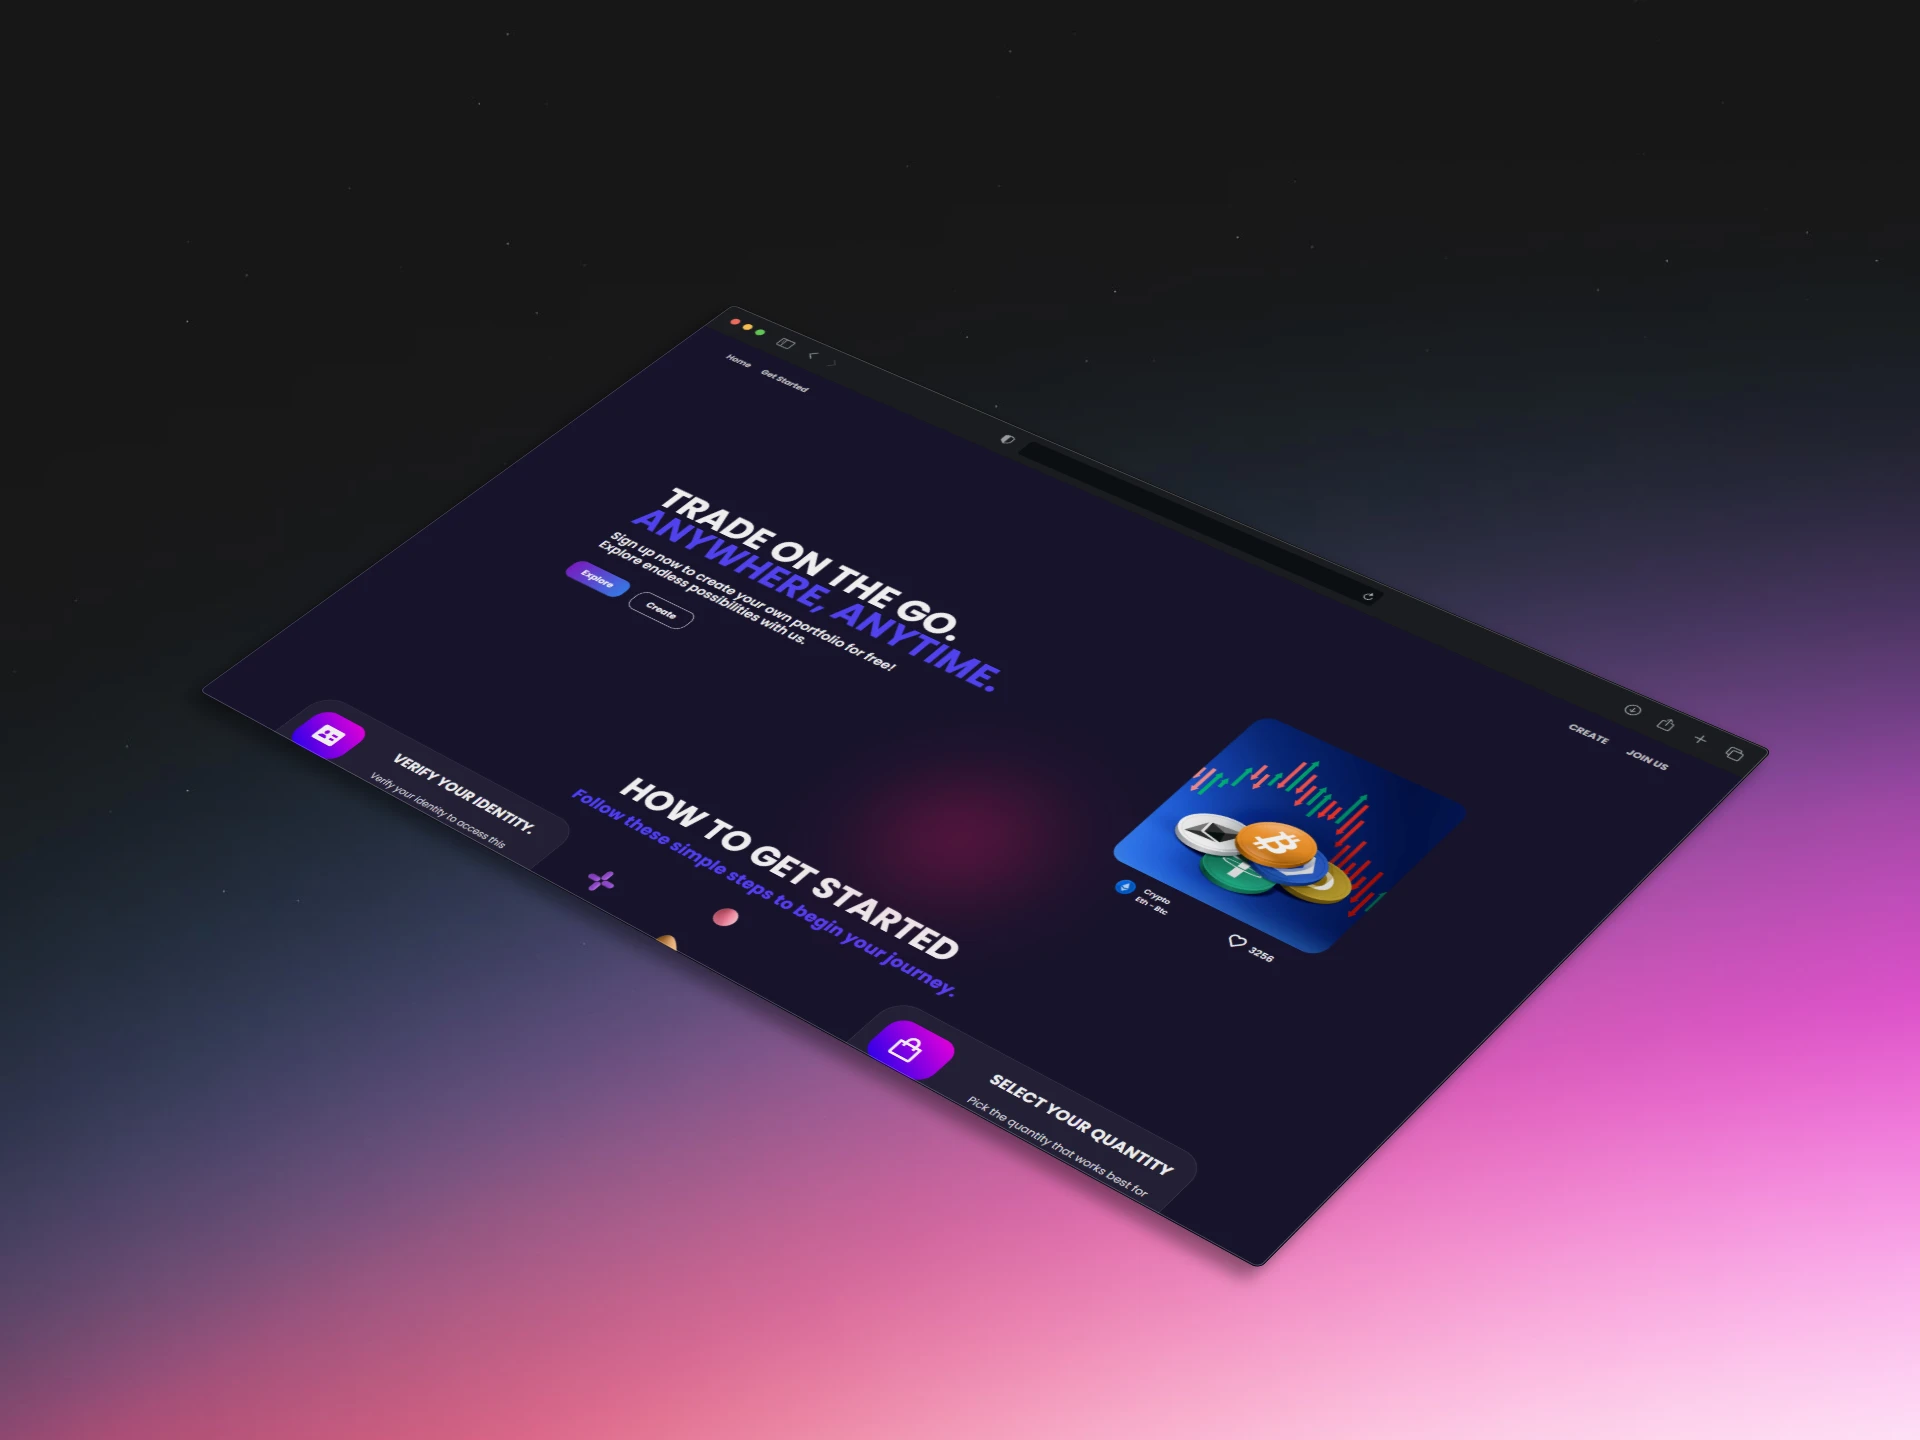 Home
Get Started
CREATE
JOIN US
TRADE ON THE GO.
ANYWHERE, ANYTIME.
Sign up now to create your own portfolio for free!
Explore endless possibilities with us.
Explore
Create
Crypto
Eth - Btc
3256
HOW TO GET STARTED
Follow these simple steps to begin your journey.
VERIFY YOUR IDENTITY.
Verify your identity to access this
SELECT YOUR QUANTITY
Pick the quantity that works best for